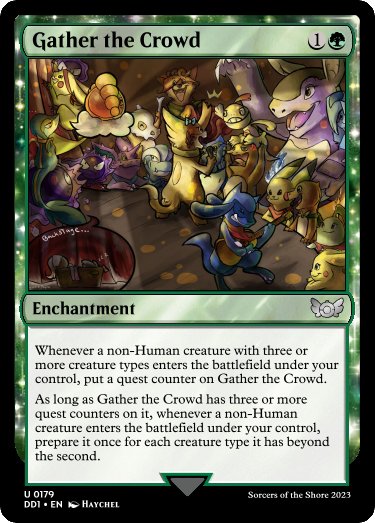 Gather the Crowd 1
BACKSTAGE...
Enchantment
Whenever a non-Human creature with three or
more creature types enters the battlefield under your
control, put a quest counter on Gather the Crowd.
As long as Gather the Crowd has three or more
quest counters on it, whenever a non-Human
creature enters the battlefield under your control,
prepare it once for each creature type it has beyond
the second.
U 0179
DD1 • EN HAYCHEL
Sorcers of the Shore 2023